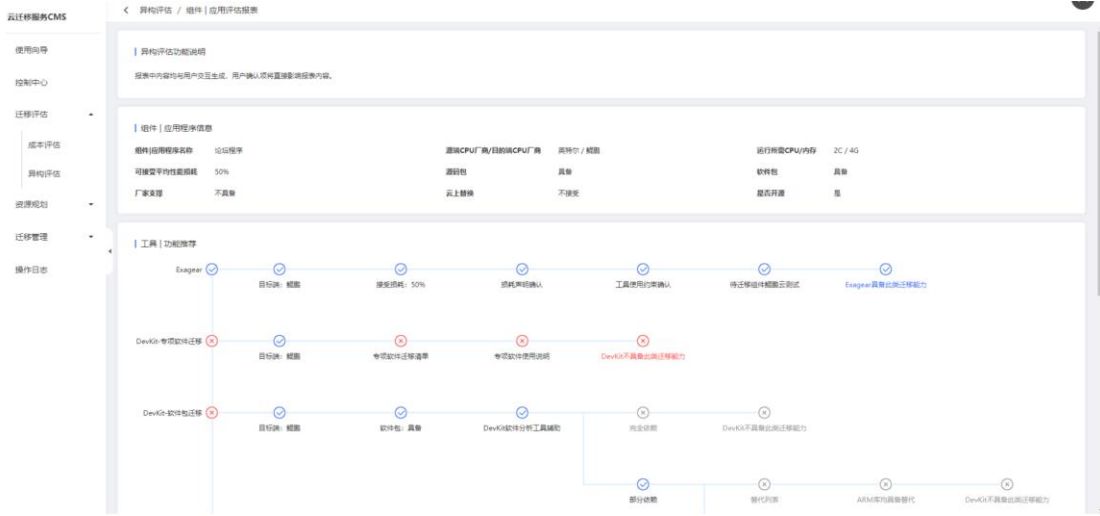 云迁移服务CMS
使用向导
控制中心
迁移评估
成本评估
异构评估
资源规划
迁移管理
操作日志
异构评估 / 组件 | 应用评估报表
异构评估功能说明
报表中内容均与用户交互生成，用户确认项将直接影响报表内容。
组件 | 应用程序信息
组件|应用程序名称 论坛程序 源端CPU厂商/目的端CPU厂商 英特尔 / 鲲鹏 运行所需CPU/内存 2C / 4G
可接受平均性能损耗 50% 源码包 具备 软件包 具备
厂家支撑 不具备 云上替换 不接受 是否开源 是
工具 | 功能推荐
Exagear
目标端：鲲鹏 接受损耗：50% 损耗声明确认 工具使用约束确认 待迁移组件鲲鹏云测试 Exagear具备此类迁移能力
DevKit-专项软件迁移
目标端：鲲鹏 专项软件迁移清单 专项软件使用说明 DevKit不具备此类迁移能力
DevKit-软件包迁移
目标端：鲲鹏 软件包：具备 DevKit软件分析工具辅助 完全依赖 DevKit不具备此类迁移能力
部分依赖 替代列表 ARM库均具备替代 DevKit不具备此类迁移能力